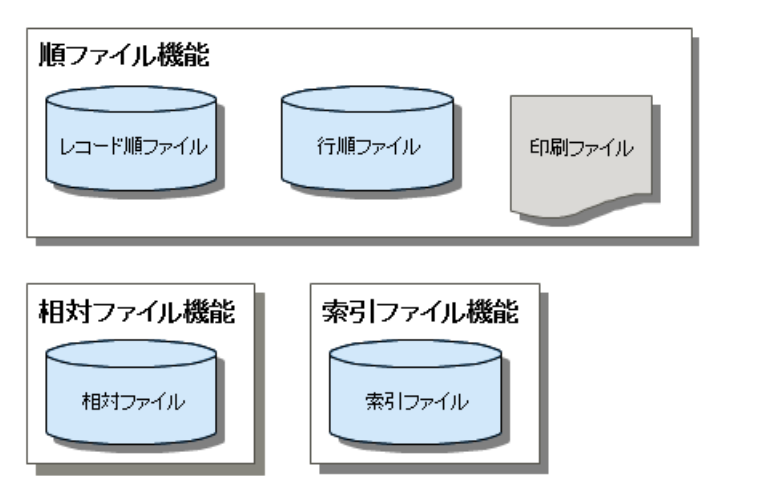 順ファイル機能
レコード順ファイル
行順ファイル
印刷ファイル
相対ファイル機能
相対ファイル
索引ファイル機能
索引ファイル